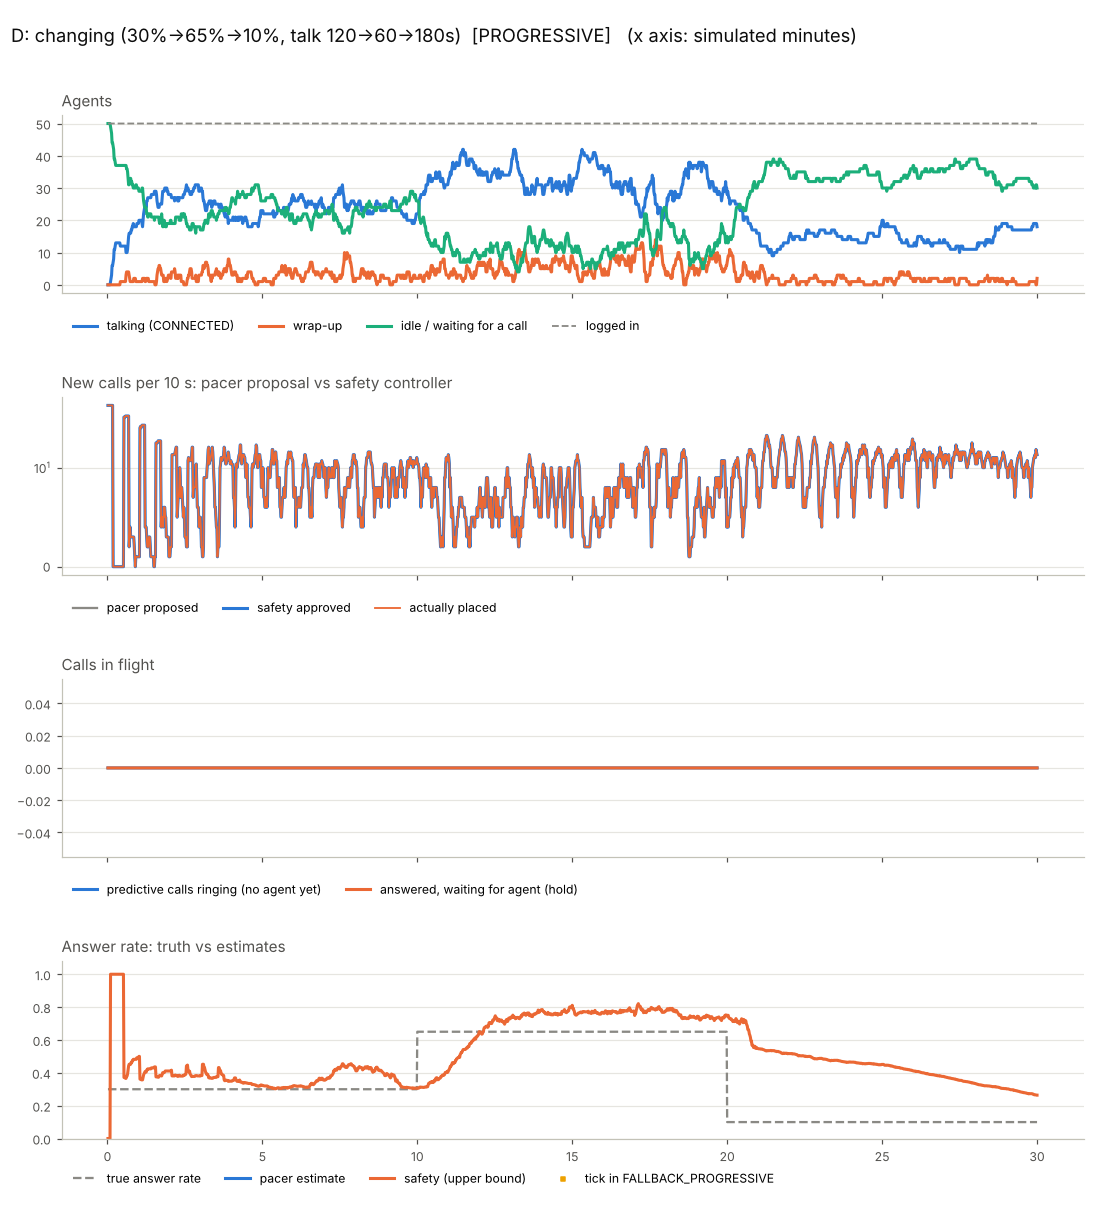 D: changing (30%→65%→10%, talk 120→60→180s)  [PROGRESSIVE]   (x axis: simulated minutes)
Agents
50
40
30
20
10
0
talking (CONNECTED)
wrap-up
idle / waiting for a call
logged in
New calls per 10 s: pacer proposal vs safety controller
10¹
0
pacer proposed
safety approved
actually placed
Calls in flight
0.04
0.02
0.00
−0.02
−0.04
predictive calls ringing (no agent yet)
answered, waiting for agent (hold)
Answer rate: truth vs estimates
1.0
0.8
0.6
0.4
0.2
0.0
0 5 10 15 20 25 30
true answer rate
pacer estimate
safety (upper bound)
tick in FALLBACK_PROGRESSIVE